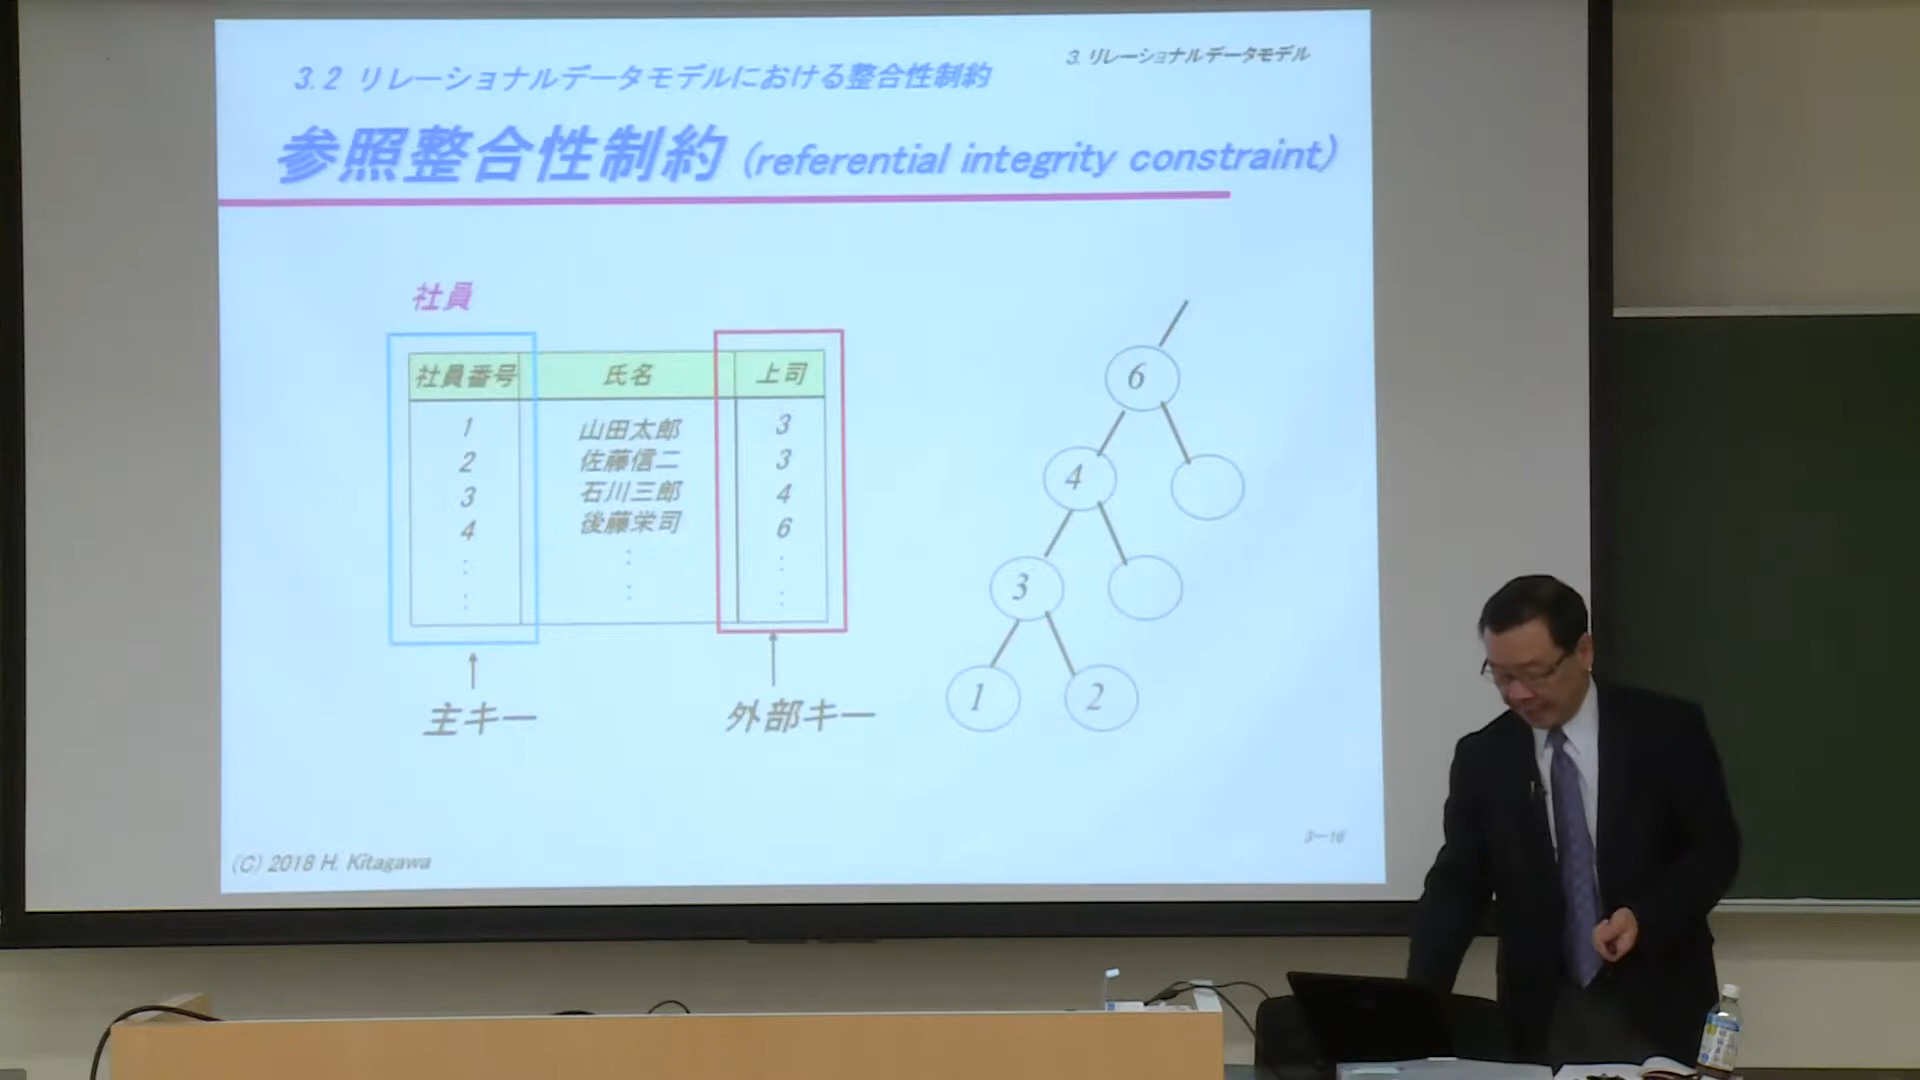 3. リレーショナルデータモデル
3.2 リレーショナルデータモデルにおける整合性制約
参照整合性制約 (referential integrity constraint)
社員
社員番号 氏名 上司
1 山田太郎 3
2 佐藤信二 3
3 石川三郎 4
4 後藤栄司 6
主キー
外部キー
6
4
3
1 2
3-16
(C) 2018 H. Kitagawa